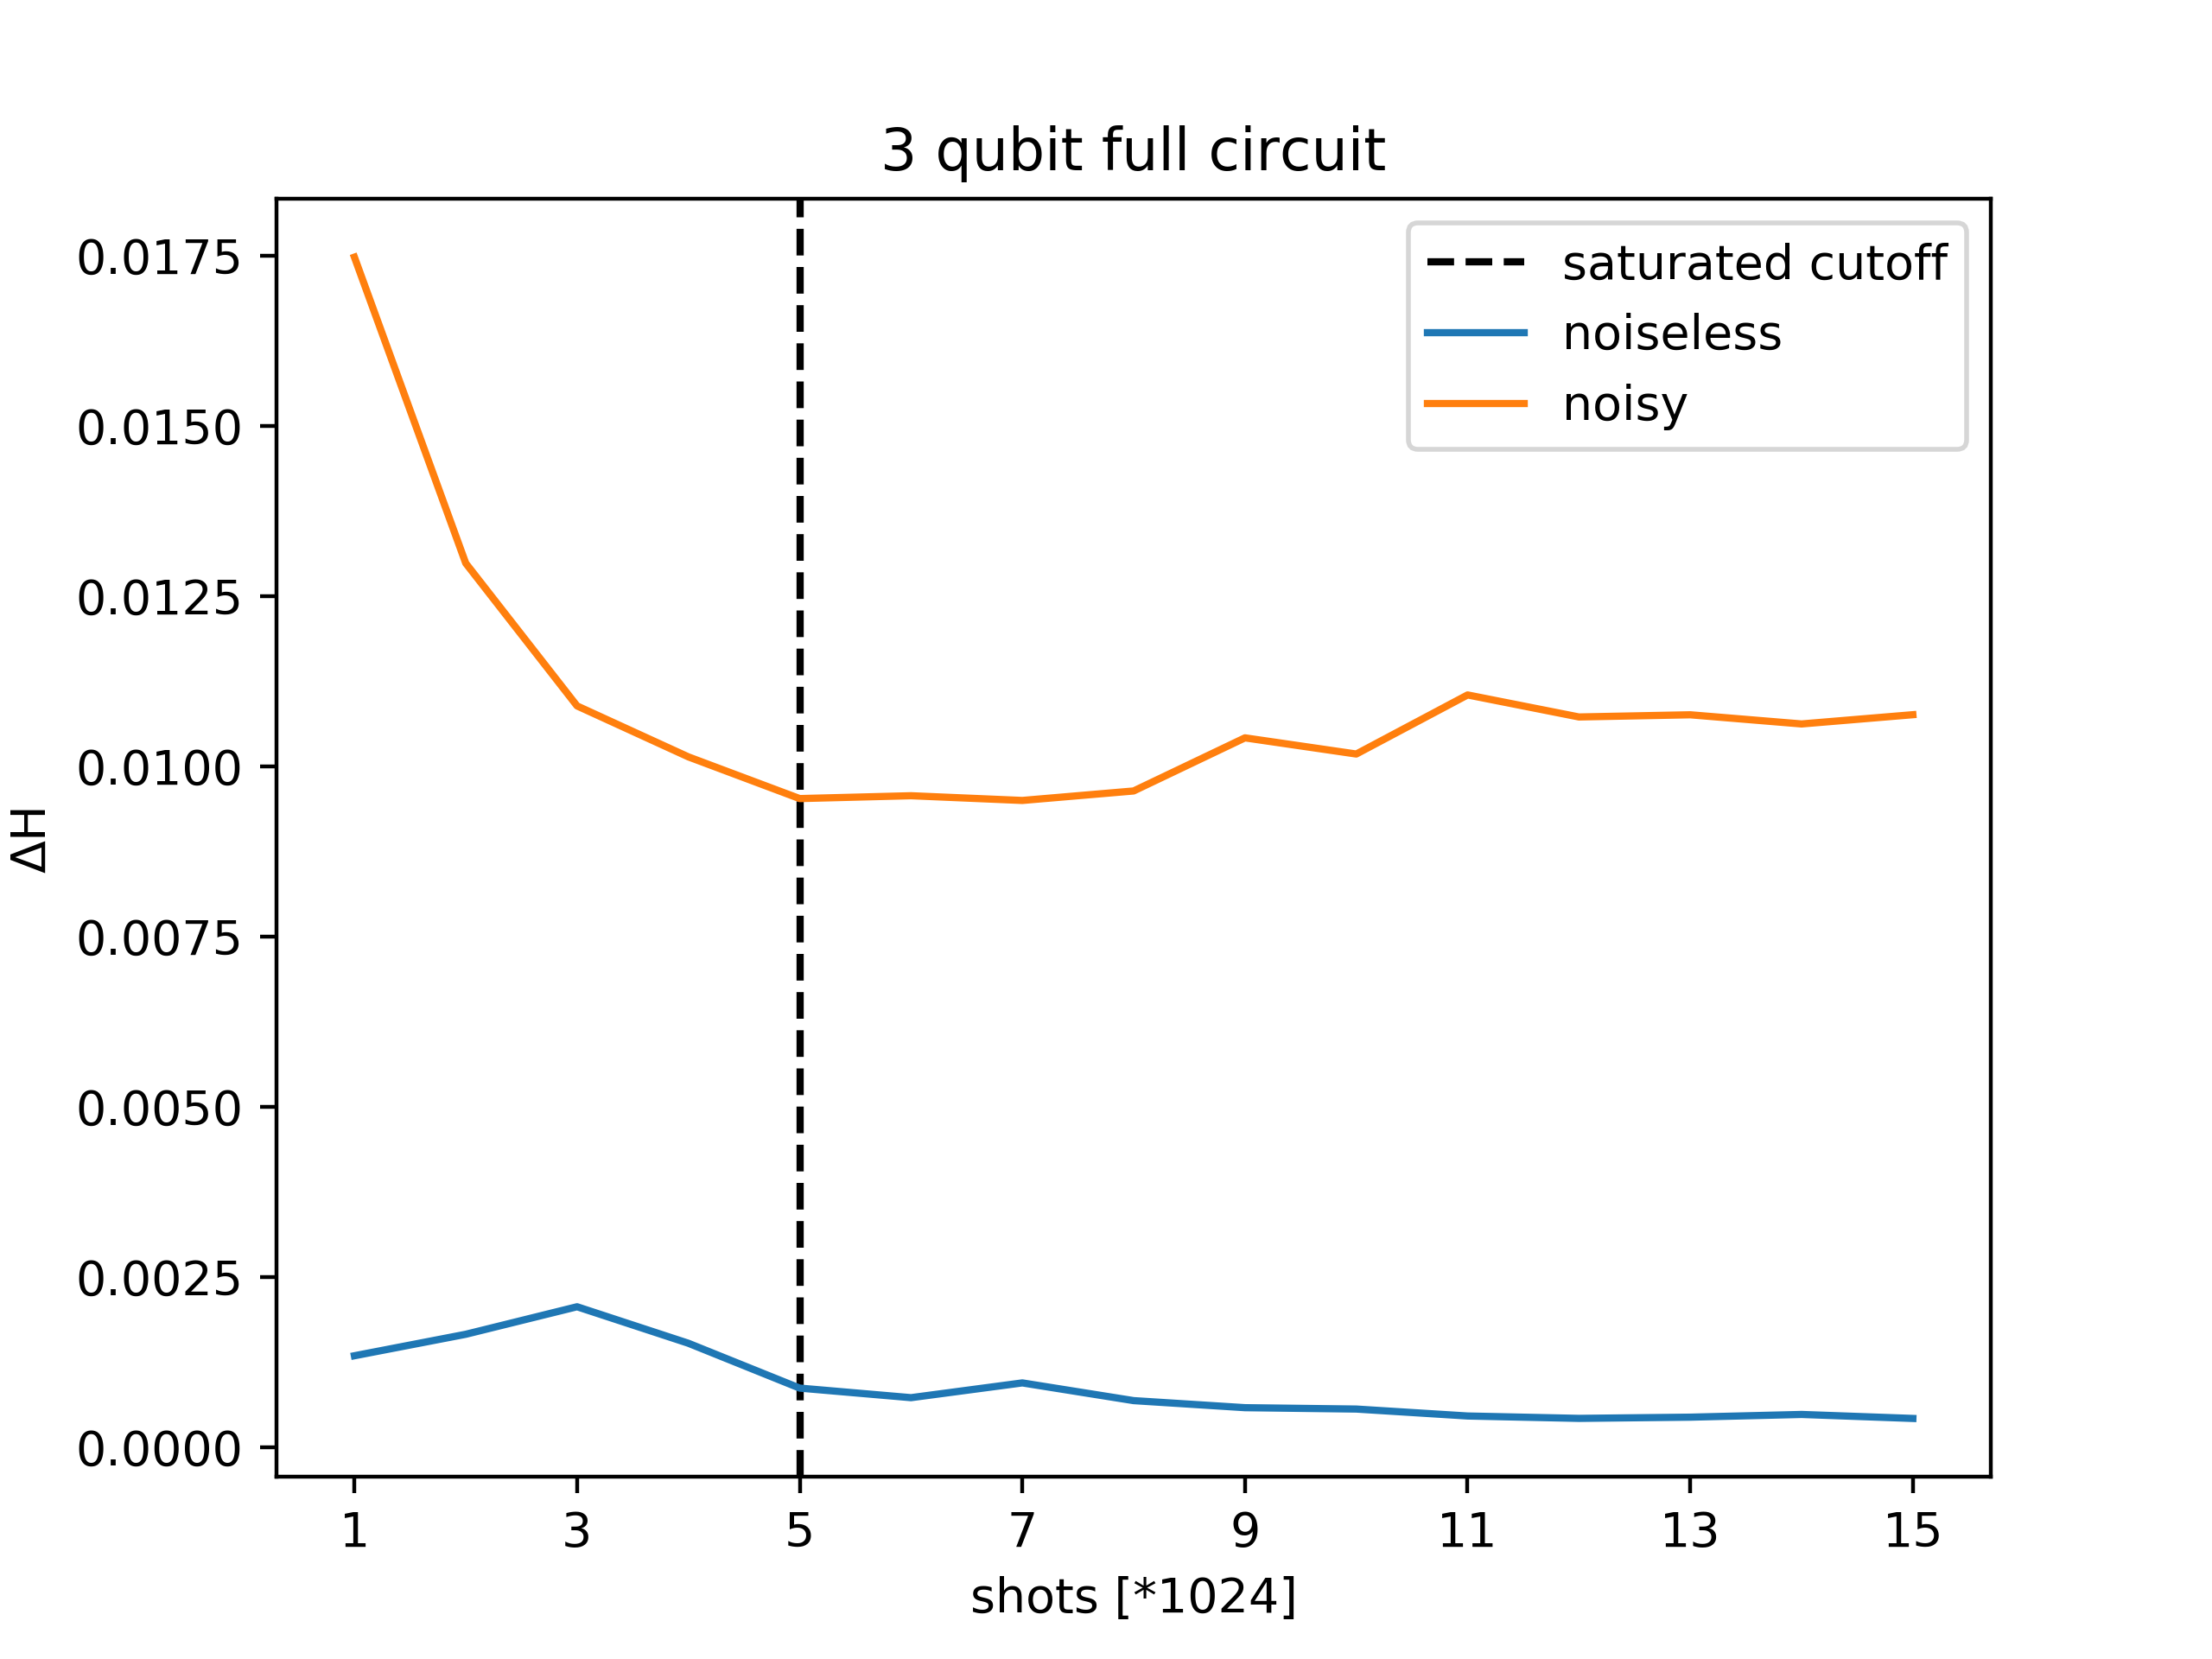 3 qubit full circuit
saturated cutoff
noiseless
noisy
0.0175
0.0150
0.0125
0.0100
0.0075
0.0050
0.0025
0.0000
ΔH
1 3 5 7 9 11 13 15
shots [*1024]